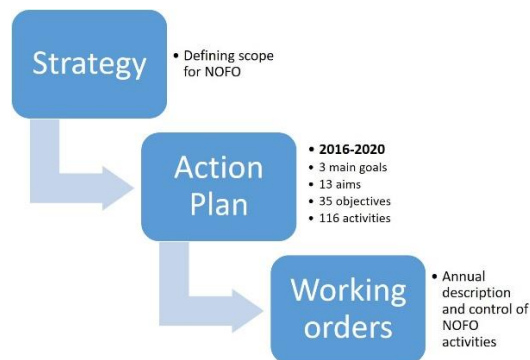 Strategy
• Defining scope
for NOFO
Action
Plan
• 2016-2020
• 3 main goals
• 13 aims
• 35 objectives
• 116 activities
Working
orders
• Annual
description
and control of
NOFO
activities